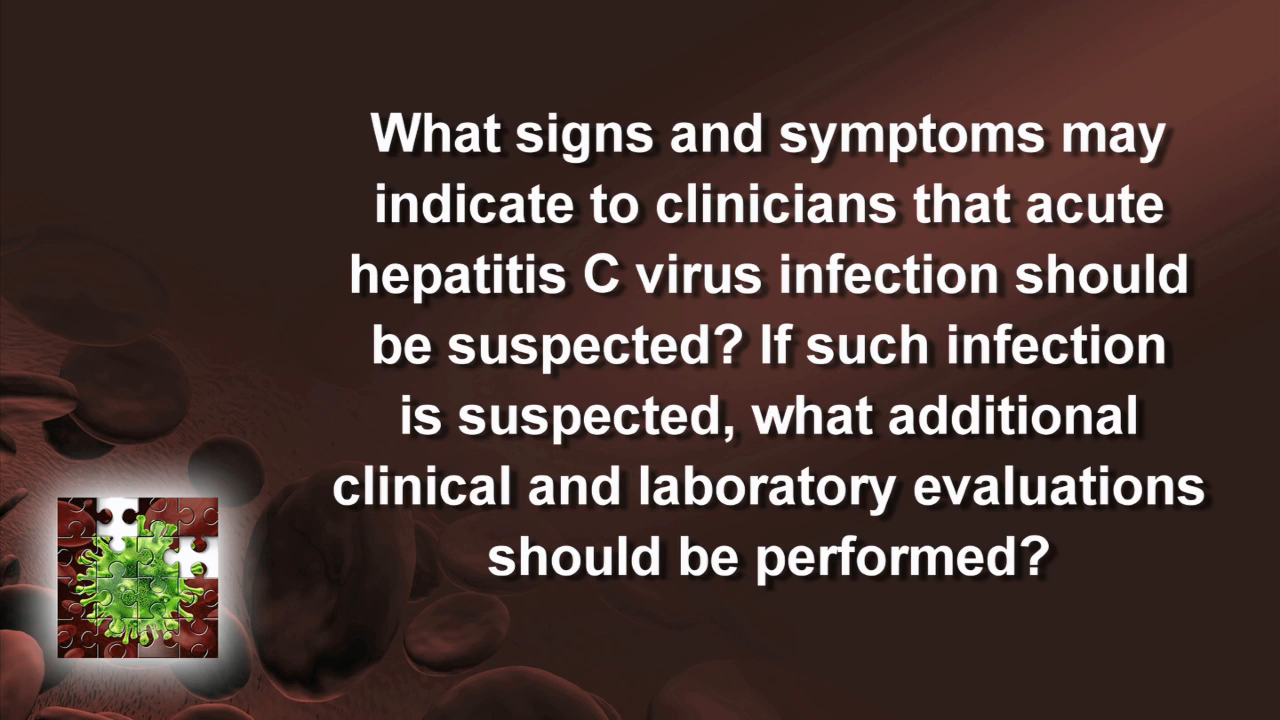 What signs and symptoms may
indicate to clinicians that acute
hepatitis C virus infection should
be suspected? If such infection
is suspected, what additional
clinical and laboratory evaluations
should be performed?